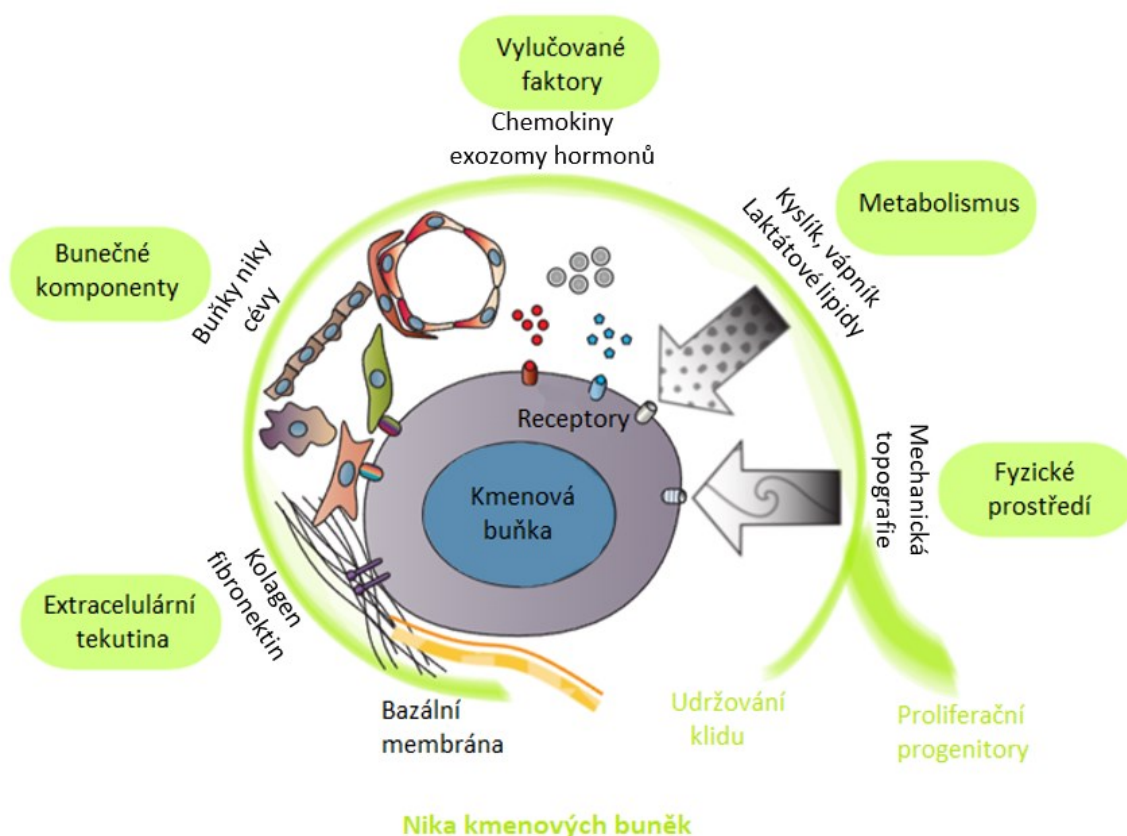 Vylučované
faktory
Chemokiny
exozomy hormonů
Metabolismus
Kyslík, vápník
Laktátové lipidy
Bunečné
komponenty
Buňky niky
cévy
Receptory
Mechanická
topografie
Fyzické
prostředí
Kmenová
buňka
Kolagen
fibronektin
Extracelulární
tekutina
Bazální
membrána
Udržování
klidu
Proliferační
progenitory
Nika kmenových buněk